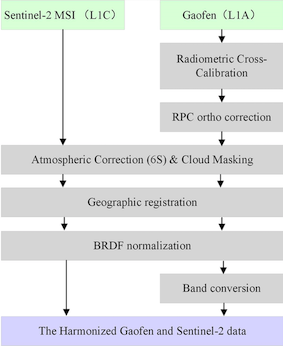 Sentinel-2 MSI （L1C）
Gaofen（L1A）
Radiometric Cross-
Calibration
RPC ortho correction
Atmospheric Correction (6S) & Cloud Masking
Geographic registration
BRDF normalization
Band conversion
The Harmonized Gaofen and Sentinel-2 data